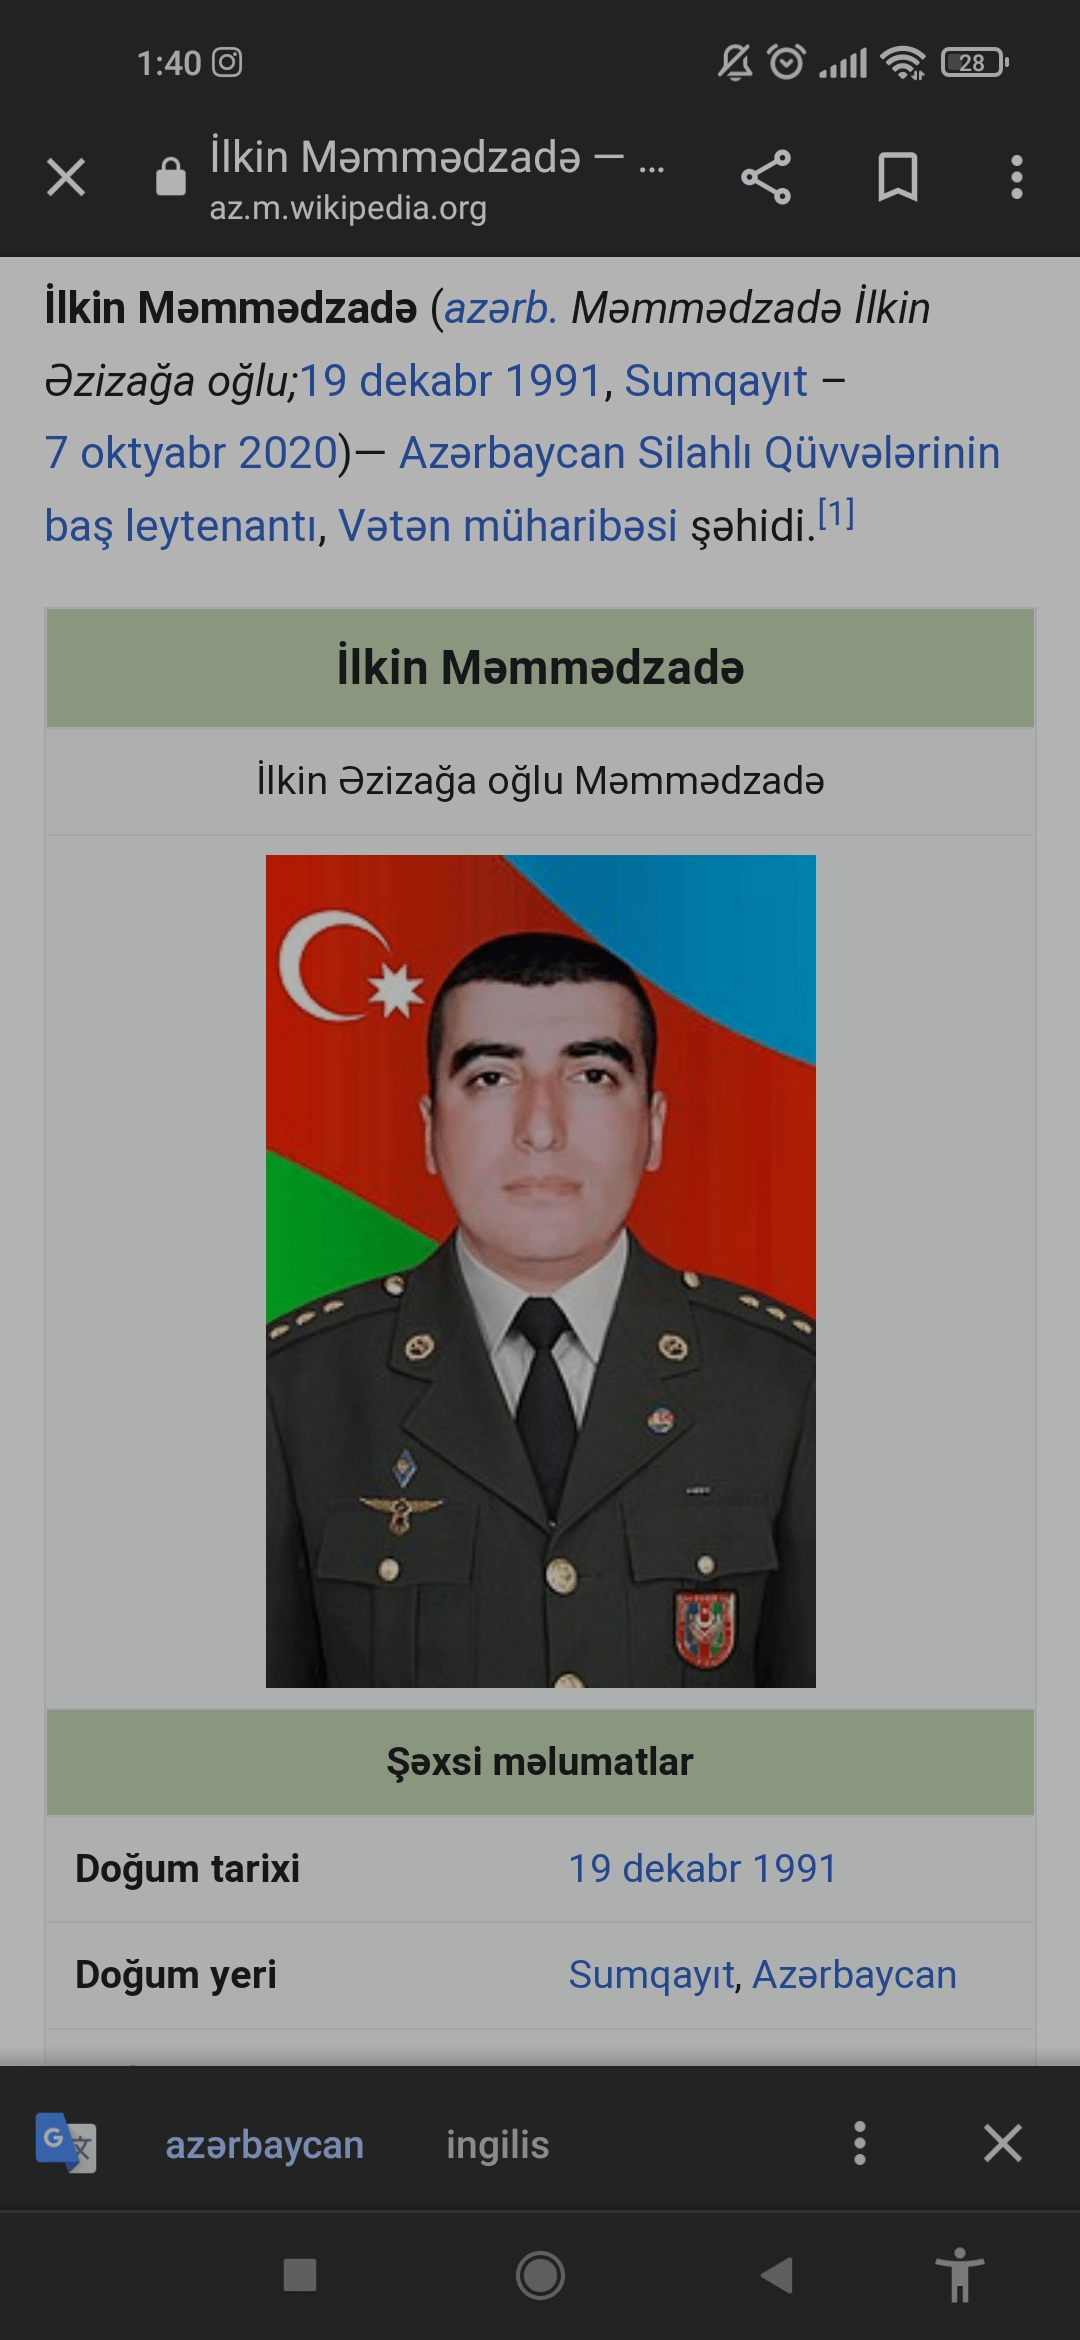 1:40
28
İlkin Məmmədzadə — ...
az.m.wikipedia.org
İlkin Məmmədzadə (azərb. Məmmədzadə İlkin
Əzizağa oğlu;19 dekabr 1991, Sumqayıt –
7 oktyabr 2020)— Azərbaycan Silahlı Qüvvələrinin
baş leytenantı, Vətən müharibəsi şəhidi.[1]
İlkin Məmmədzadə
İlkin Əzizağa oğlu Məmmədzadə
Şəxsi məlumatlar
Doğum tarixi 19 dekabr 1991
Doğum yeri Sumqayıt, Azərbaycan
G 文 azərbaycan ingilis